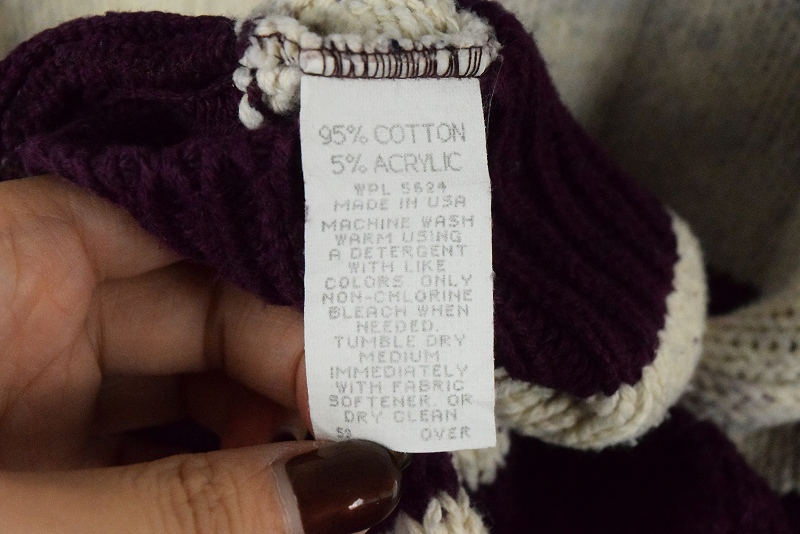 95% COTTON
5% ACRYLIC
WPL 5624
MADE IN USA
MACHINE WASH
WARM USING
A DETERGENT
WITH LIKE
COLORS ONLY
NON-CHLORINE
BLEACH WHEN
NEEDED.
TUMBLE DRY
MEDIUM
IMMEDIATELY
WITH FABRIC
SOFTENER. OR
DRY CLEAN
OVER